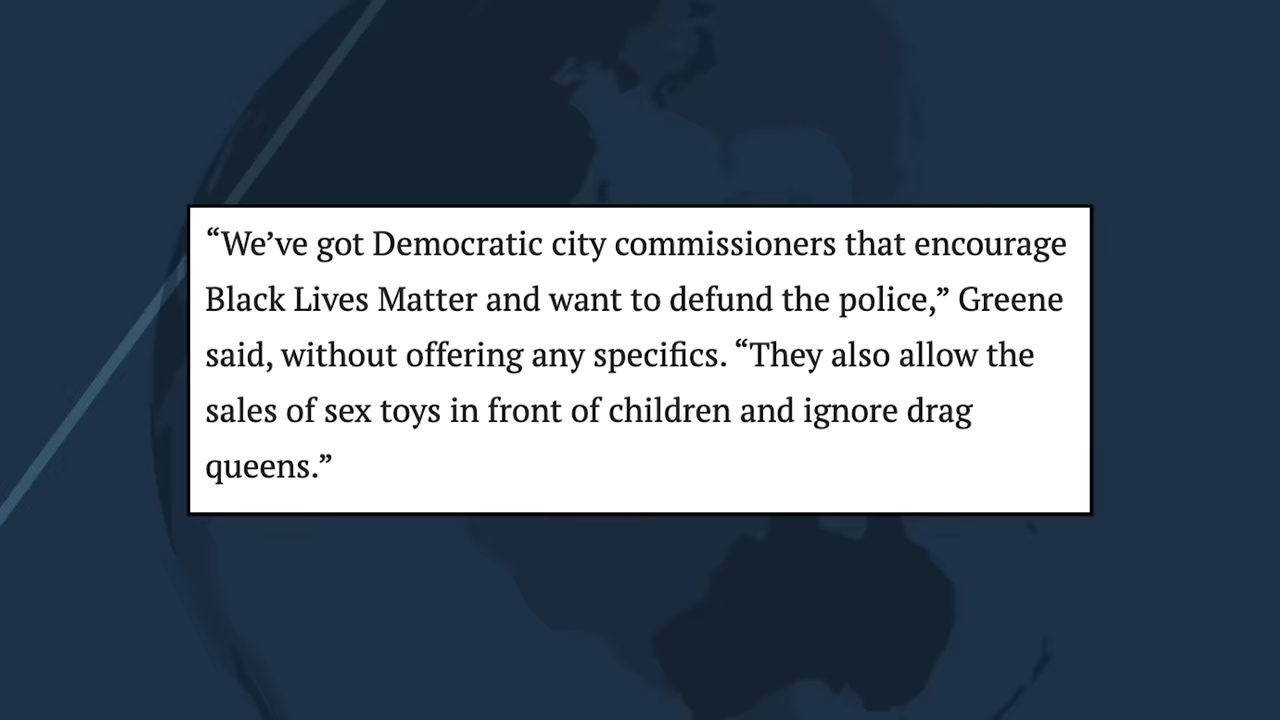 “We’ve got Democratic city commissioners that encourage
Black Lives Matter and want to defund the police,” Greene
said, without offering any specifics. “They also allow the
sales of sex toys in front of children and ignore drag
queens.”